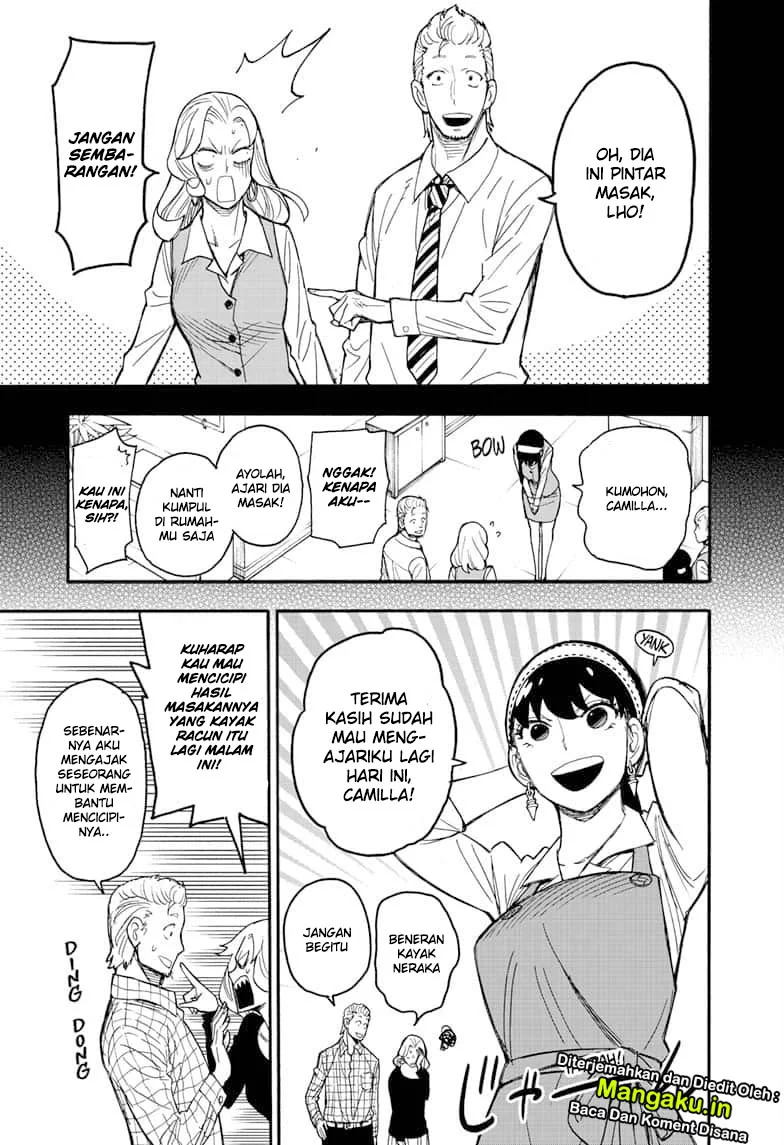 OH, DIA
INI PINTAR
MASAK,
LHO!
JANGAN
SEMBA-
RANGAN!
KUMOHON,
CAMILLA...
BOW
NGGAK!
KENAPA
AKU--
AYOLAH,
AJARI DIA
MASAK!
NANTI
KUMPUL
DI RUMAH-
MU SAJA
KAU INI
KENAPA,
SIH?!
YANK
TERIMA
KASIH SUDAH
MAU MENG-
AJARIKU LAGI
HARI INI,
CAMILLA!
BENERAN
KAYAK
NERAKA
JANGAN
BEGITU
じゃーん
KUHARAP
KAU MAU
MENCICIPI
HASIL
MASAKANNYA
YANG KAYAK
RACUN ITU
LAGI MALAM
INI!
SEBENAR-
NYA AKU
MENGAJAK
SESEORANG
UNTUK MEM-
BANTU
MENCICIPI-
NYA..
DING DONG
Diterjemahkan dan Diedit Oleh :
Mangaku.in
Baca Dan Koment Disana